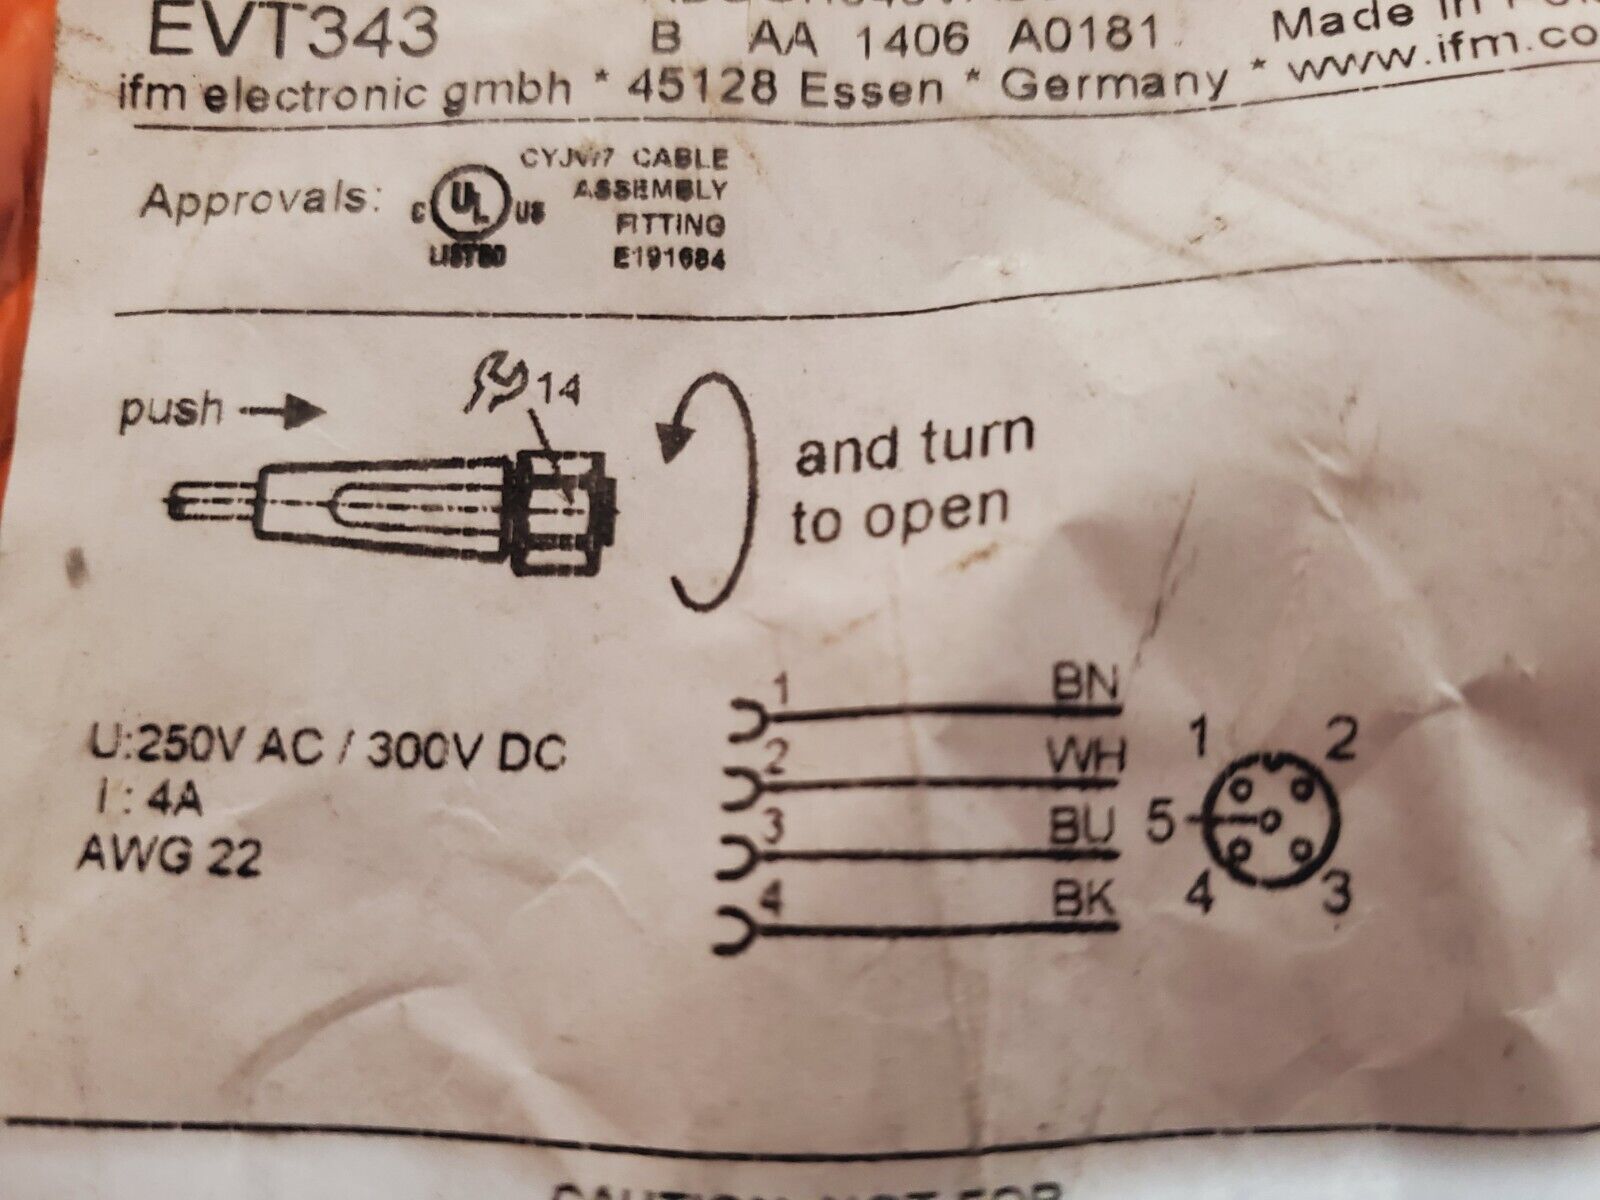 EVT343
B AA 1406 A0181 Made in
ifm electronic gmbh * 45128 Essen * Germany * www.ifm.co
Approvals:
C UL US
LISTED
CYJV7 CABLE
ASSEMBLY
FITTING
E191684
14
push
and turn
to open
U:250V AC / 300V DC
I : 4A
AWG 22
1 BN
2 WH
3 BU
4 BK
1 2
5
4 3